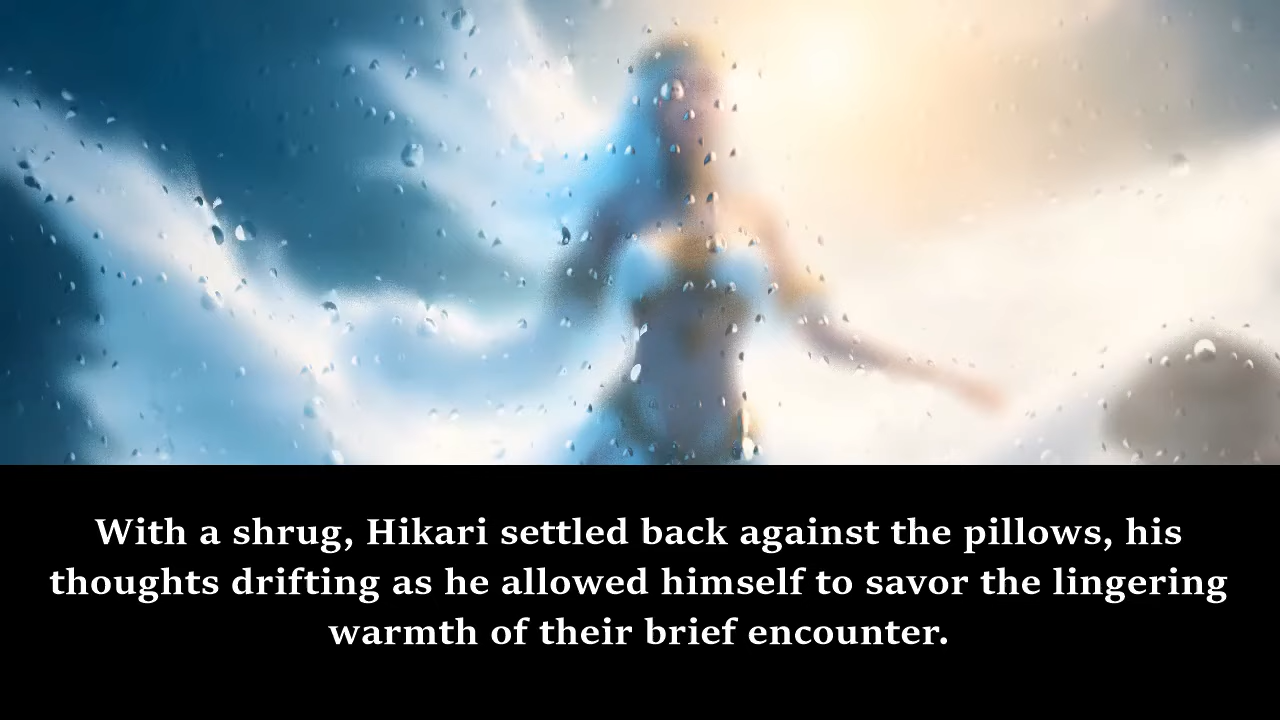 With a shrug, Hikari settled back against the pillows, his
thoughts drifting as he allowed himself to savor the lingering
warmth of their brief encounter.